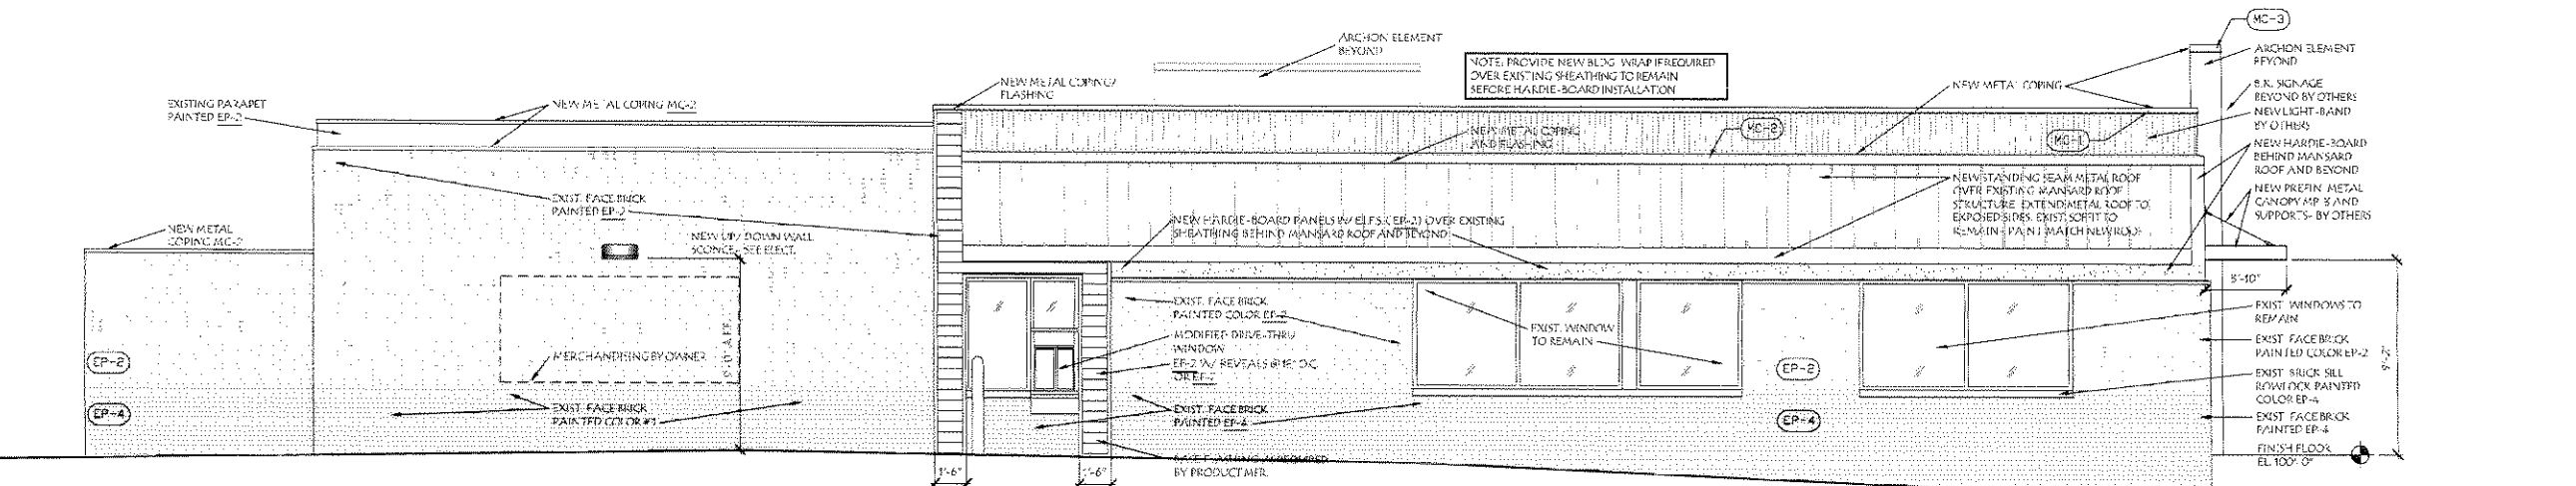 MC-3
ARCHON ELEMENT
BEYOND
ARCHON ELEMENT
BEYOND
NOTE: PROVIDE NEW BLDG. WRAP IF REQUIRED
OVER EXISTING SHEATHING TO REMAIN
BEFORE HARDIE-BOARD INSTALLATION
NEW METAL COPING/
FLASHING
NEW METAL COPING
B.K. SIGNAGE
BEYOND BY OTHERS
NEW LIGHT-BAND
BY OTHERS
EXISTING PARAPET
PAINTED EP-2
NEW METAL COPING MC-2
NEW METAL COPING
AND FLASHING
MC-2
MC-1
NEW HARDIE-BOARD
BEHIND MANSARD
ROOF AND BEYOND
NEW STANDING SEAM METAL ROOF
OVER EXISTING MANSARD ROOF
STRUCTURE. EXTEND METAL ROOF TO
EXPOSED SIDES. EXIST. SOFFIT TO
REMAIN - PAINT MATCH NEW ROOF
NEW PREFIN. METAL
CANOPY
AND
SUPPORTS- BY OTHERS
EXIST. FACE BRICK
PAINTED EP-2
NEW HARDIE-BOARD PANELS W/ E.I.F.S. (EP-2) OVER EXISTING
SHEATHING BEHIND MANSARD ROOF AND BEYOND
NEW METAL
COPING MC-2
NEW UP/ DOWN WALL
SCONCE - SEE ELECT.
5'-10"
EXIST. FACE BRICK
PAINTED COLOR EP-2
EXIST. WINDOW
TO REMAIN
EXIST. WINDOWS TO
REMAIN
MODIFIED DRIVE-THRU
WINDOW
EP-2 W/ REVEALS @ 16" O.C.
EXIST. FACE BRICK
PAINTED COLOR EP-2
MERCHANDISING BY OWNER
EP-2
EP-2
EXIST. BRICK SILL
ROWLOCK PAINTED
COLOR EP-4
EP-4
EXIST. FACE BRICK
PAINTED COLOR #1
EXIST. FACE BRICK
PAINTED EP-4
EP-4
EXIST. FACE BRICK
PAINTED EP-4
FINISH FLOOR
EL. 100'-0"
BY PRODUCT MFR.
1'-6"
1'-6"